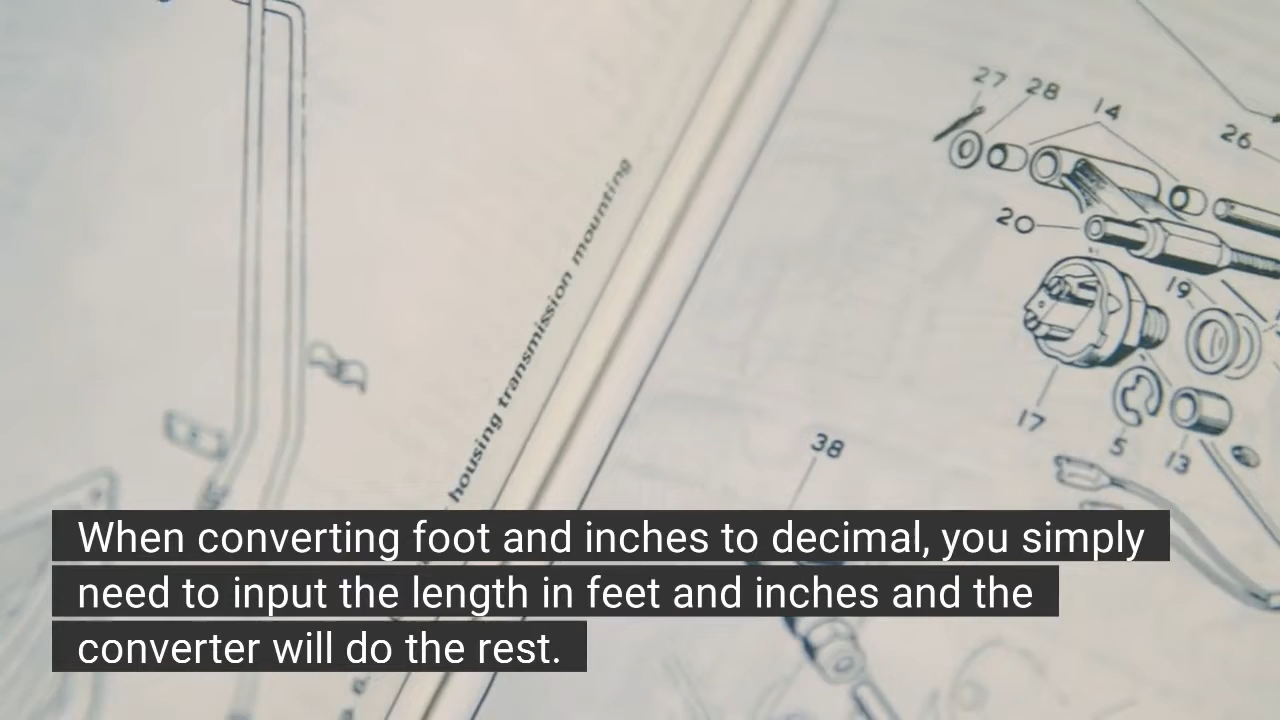 27
28
14
26
20
19
17
5
13
38
housing transmission mounting
When converting foot and inches to decimal, you simply
need to input the length in feet and inches and the
converter will do the rest.